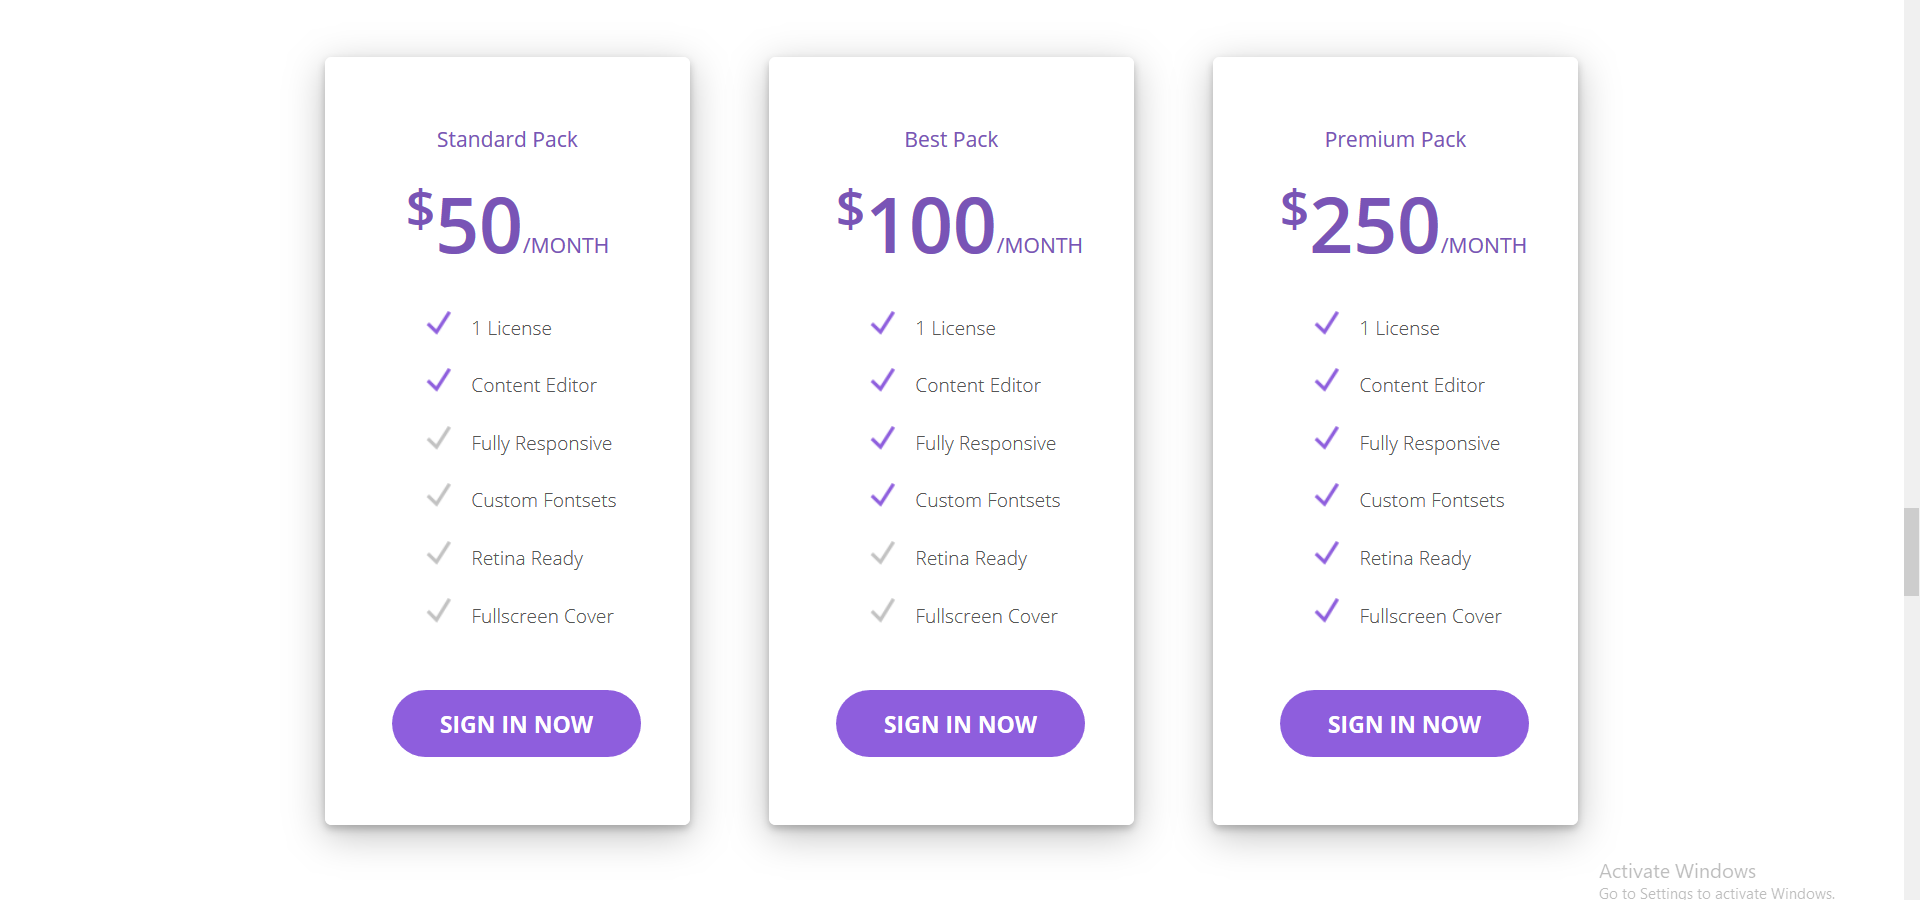 Standard Pack
$50/MONTH
1 License
Content Editor
Fully Responsive
Custom Fontsets
Retina Ready
Fullscreen Cover
SIGN IN NOW
Best Pack
$100/MONTH
1 License
Content Editor
Fully Responsive
Custom Fontsets
Retina Ready
Fullscreen Cover
SIGN IN NOW
Premium Pack
$250/MONTH
1 License
Content Editor
Fully Responsive
Custom Fontsets
Retina Ready
Fullscreen Cover
SIGN IN NOW
Activate Windows
Go to Settings to activate Windows.